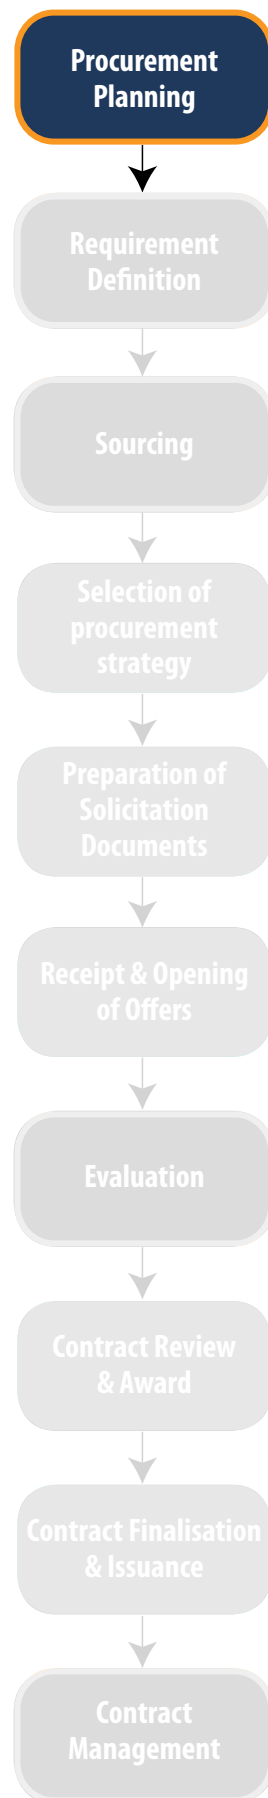 Procurement
Planning
Requirement
Definition
Sourcing
Selection of
procurement
strategy
Preparation of
Solicitation
Documents
Receipt & Opening
of Offers
Evaluation
Contract Review
& Award
Contract Finalisation
& Issuance
Contract
Management